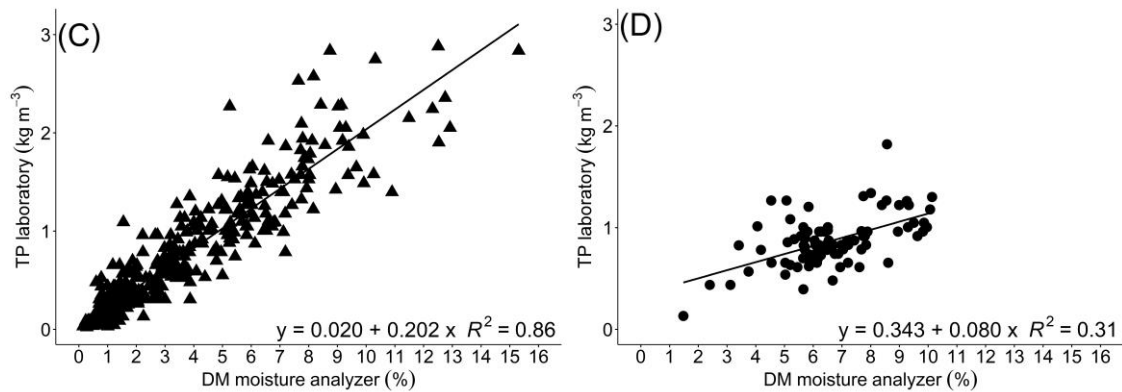 (C)
TP laboratory (kg m⁻³)
3
2
1
0
y = 0.020 + 0.202 x R² = 0.86
0 1 2 3 4 5 6 7 8 9 10 11 12 13 14 15 16
DM moisture analyzer (%)
(D)
TP laboratory (kg m⁻³)
3
2
1
0
y = 0.343 + 0.080 x R² = 0.31
0 1 2 3 4 5 6 7 8 9 10 11 12 13 14 15 16
DM moisture analyzer (%)